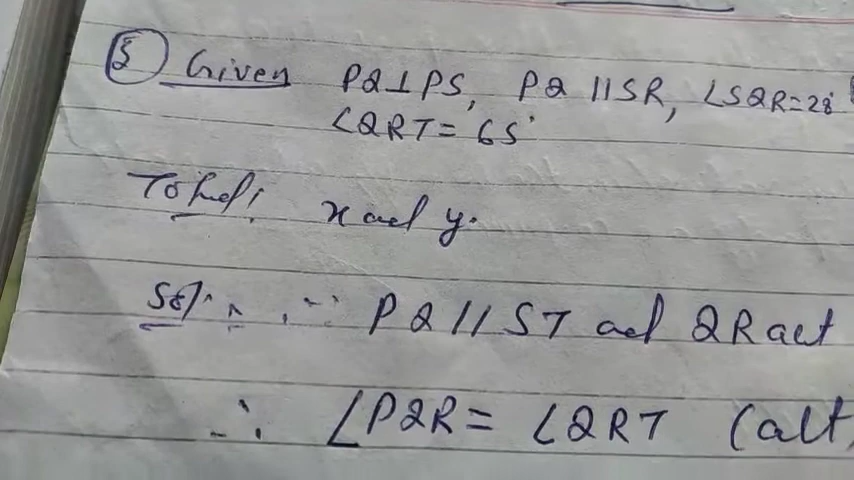 5 Given PQ⊥PS, PQ ∥ SR, ∠SQR=28°
∠QRT = 65°
To find: x and y.
Sol. : ∵ PQ ∥ ST and QR act
∴ ∠PQR = ∠QRT (alt,